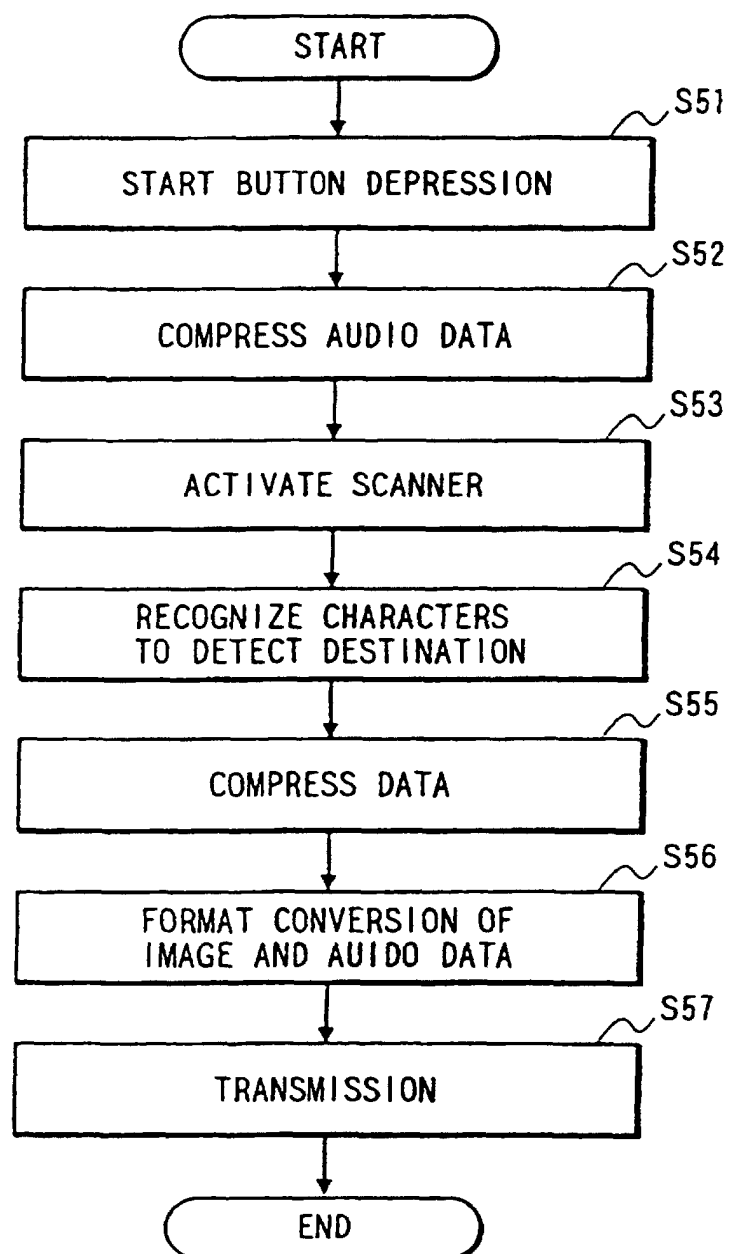 START
S51
START BUTTON DEPRESSION
S52
COMPRESS AUDIO DATA
S53
ACTIVATE SCANNER
S54
RECOGNIZE CHARACTERS
TO DETECT DESTINATION
S55
COMPRESS DATA
S56
FORMAT CONVERSION OF
IMAGE AND AUIDO DATA
S57
TRANSMISSION
END